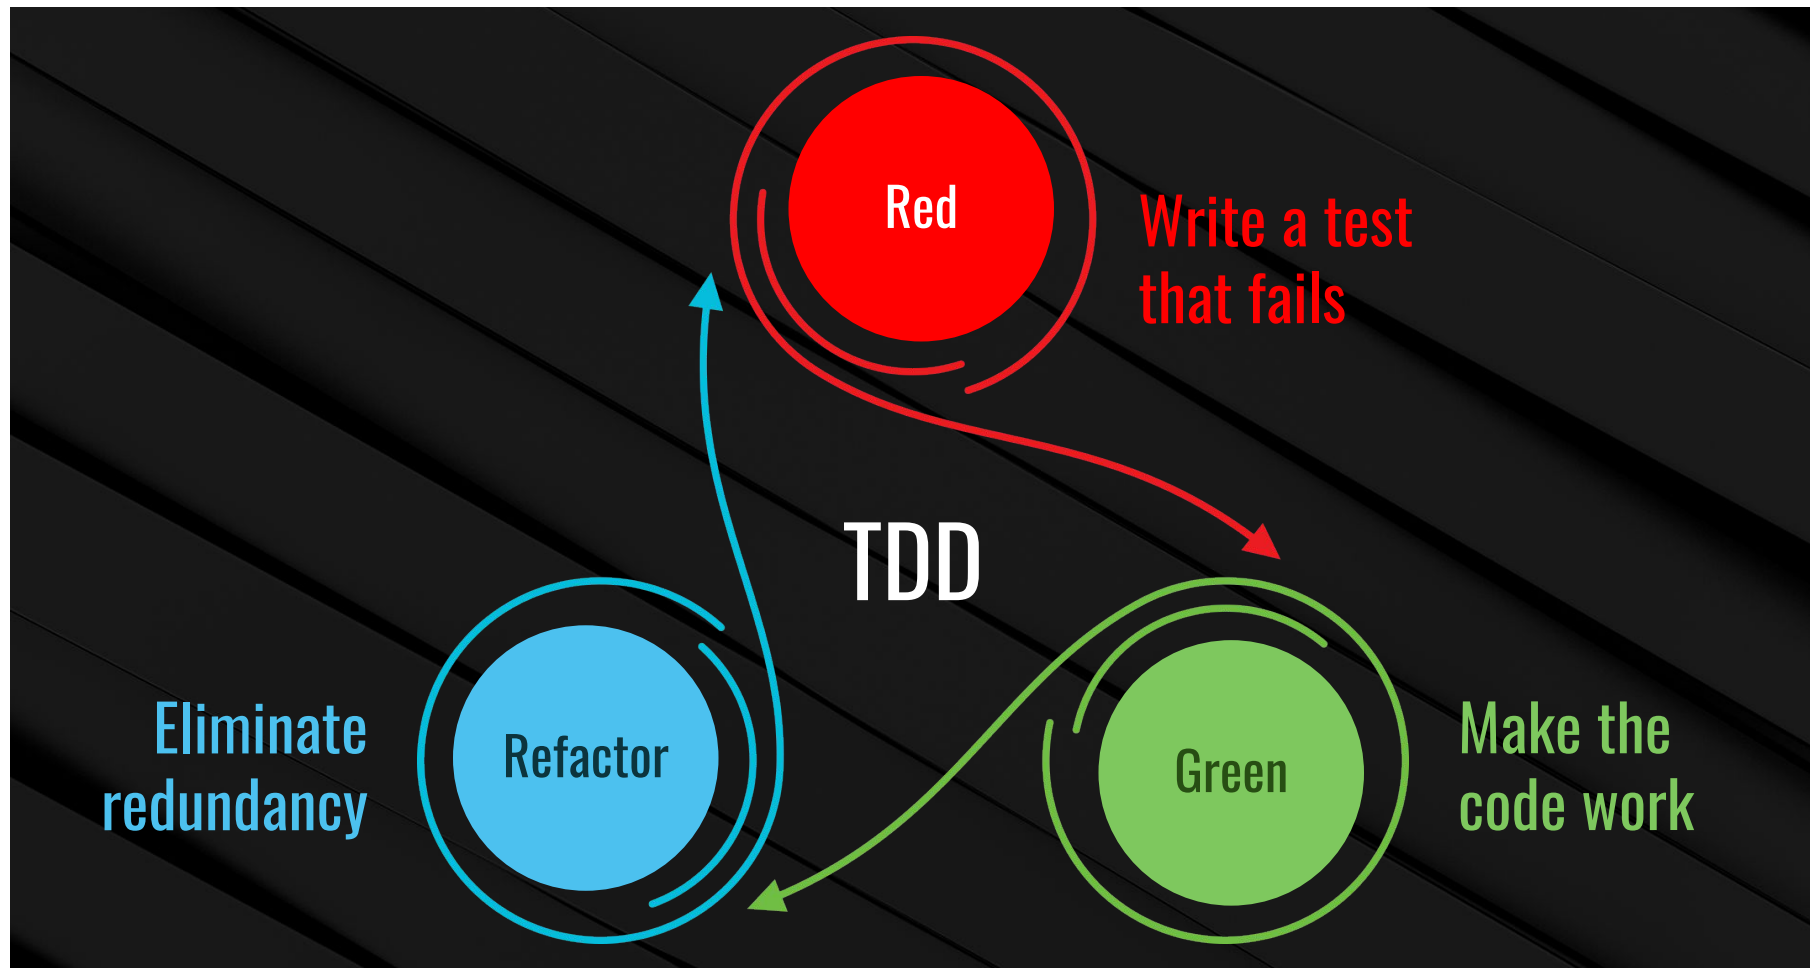 Red
Write a test
that fails
TDD
Eliminate
redundancy
Refactor
Green
Make the
code work